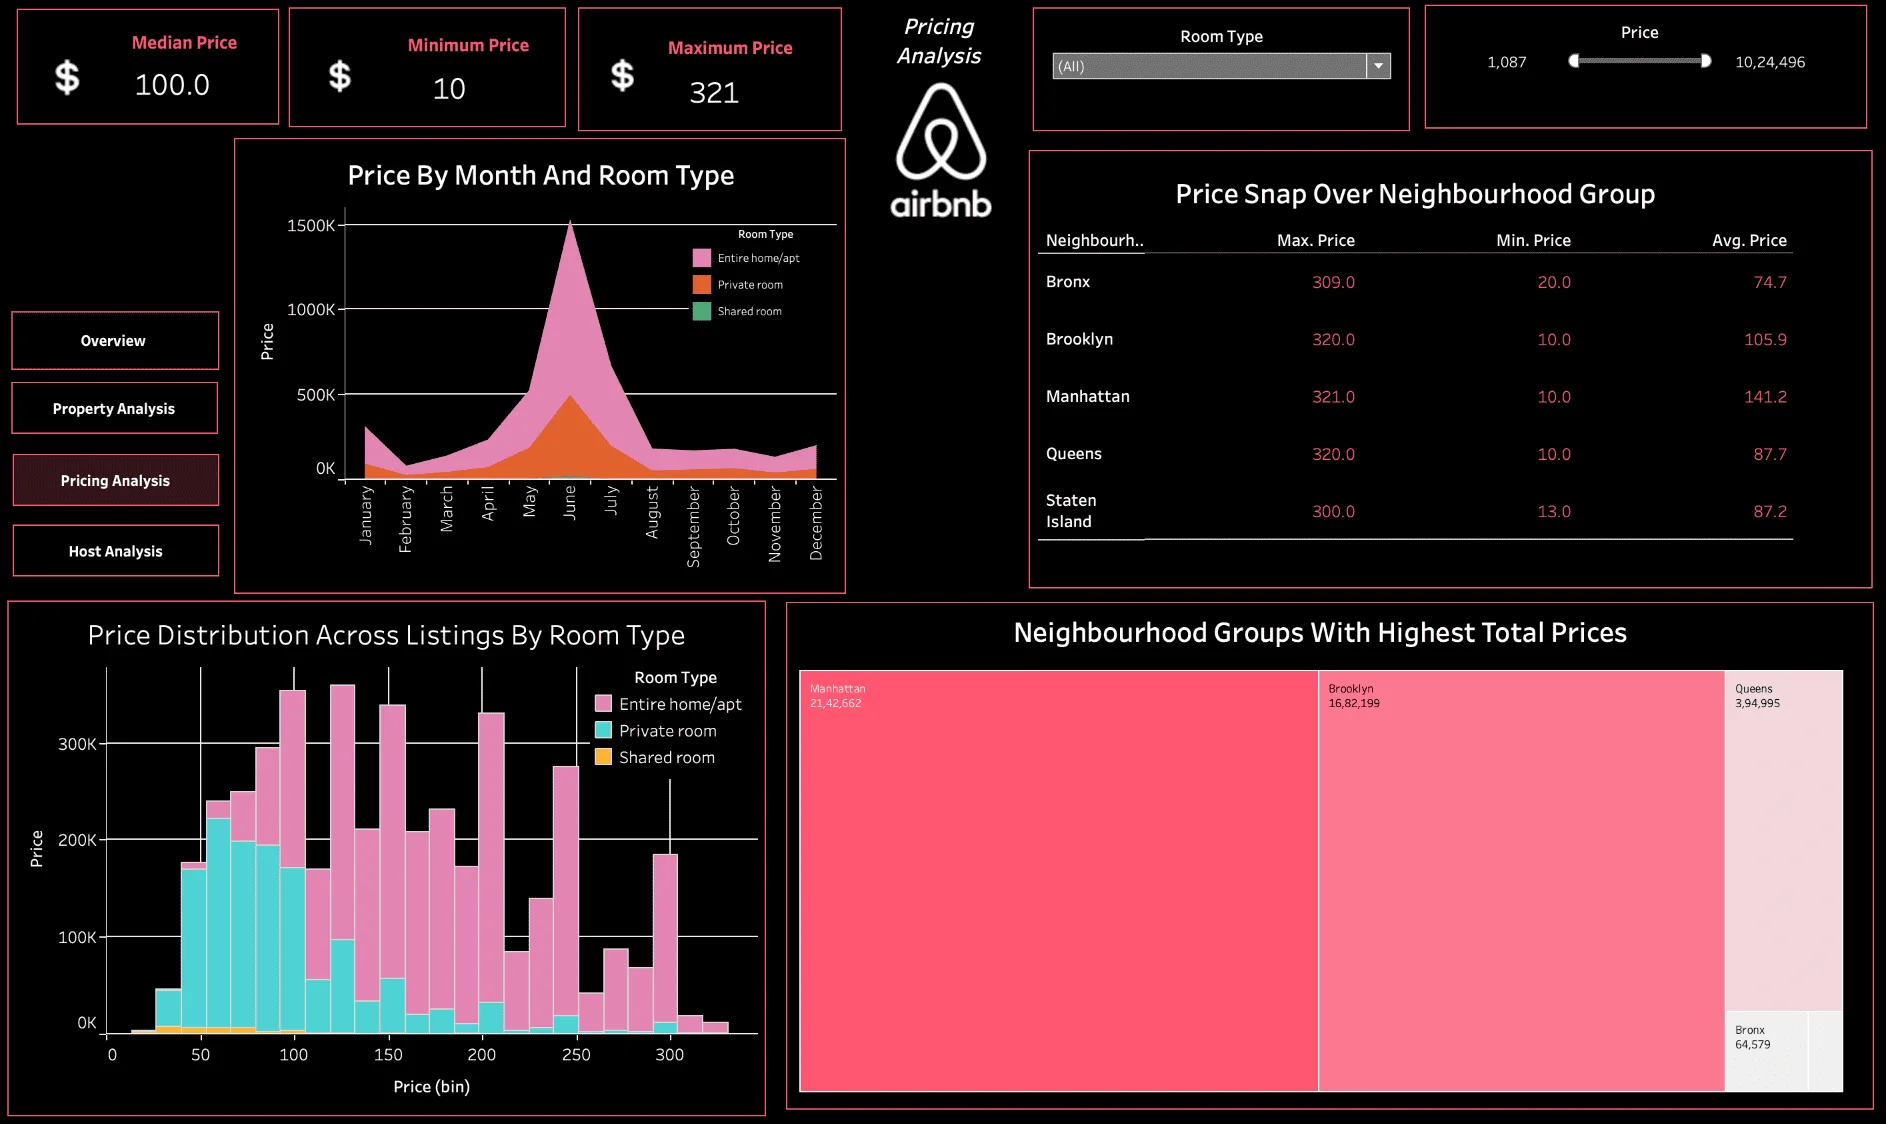 Median Price
$ 100.0
Minimum Price
$ 10
Maximum Price
$ 321
Pricing
Analysis
airbnb
Room Type
(All)
Price
1,087 10,24,496
Overview
Property Analysis
Pricing Analysis
Host Analysis
Price By Month And Room Type
Room Type
Entire home/apt
Private room
Shared room
Price
1500K
1000K
500K
0K
January
February
March
April
May
June
July
August
September
October
November
December
Price Snap Over Neighbourhood Group
Neighbourh.. Max. Price Min. Price Avg. Price
Bronx 309.0 20.0 74.7
Brooklyn 320.0 10.0 105.9
Manhattan 321.0 10.0 141.2
Queens 320.0 10.0 87.7
Staten
Island 300.0 13.0 87.2
Price Distribution Across Listings By Room Type
Room Type
Entire home/apt
Private room
Shared room
Price
300K
200K
100K
0K
0 50 100 150 200 250 300
Price (bin)
Neighbourhood Groups With Highest Total Prices
Manhattan
21,42,662
Brooklyn
16,82,199
Queens
3,94,995
Bronx
64,579